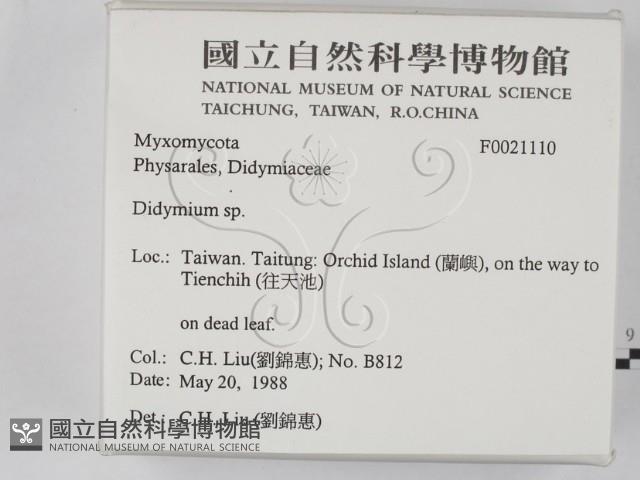 國立自然科學博物館
NATIONAL MUSEUM OF NATURAL SCIENCE
TAICHUNG, TAIWAN, R.O.CHINA
Myxomycota F0021110
Physarales, Didymiaceae
Didymium sp.
Loc.: Taiwan. Taitung: Orchid Island (蘭嶼), on the way to
Tienchih (往天池)
on dead leaf.
Col.: C.H. Liu(劉錦惠); No. B812
Date: May 20, 1988
Det.: C.H. Liu (劉錦惠)
9
國立自然科學博物館
NATIONAL MUSEUM OF NATURAL SCIENCE